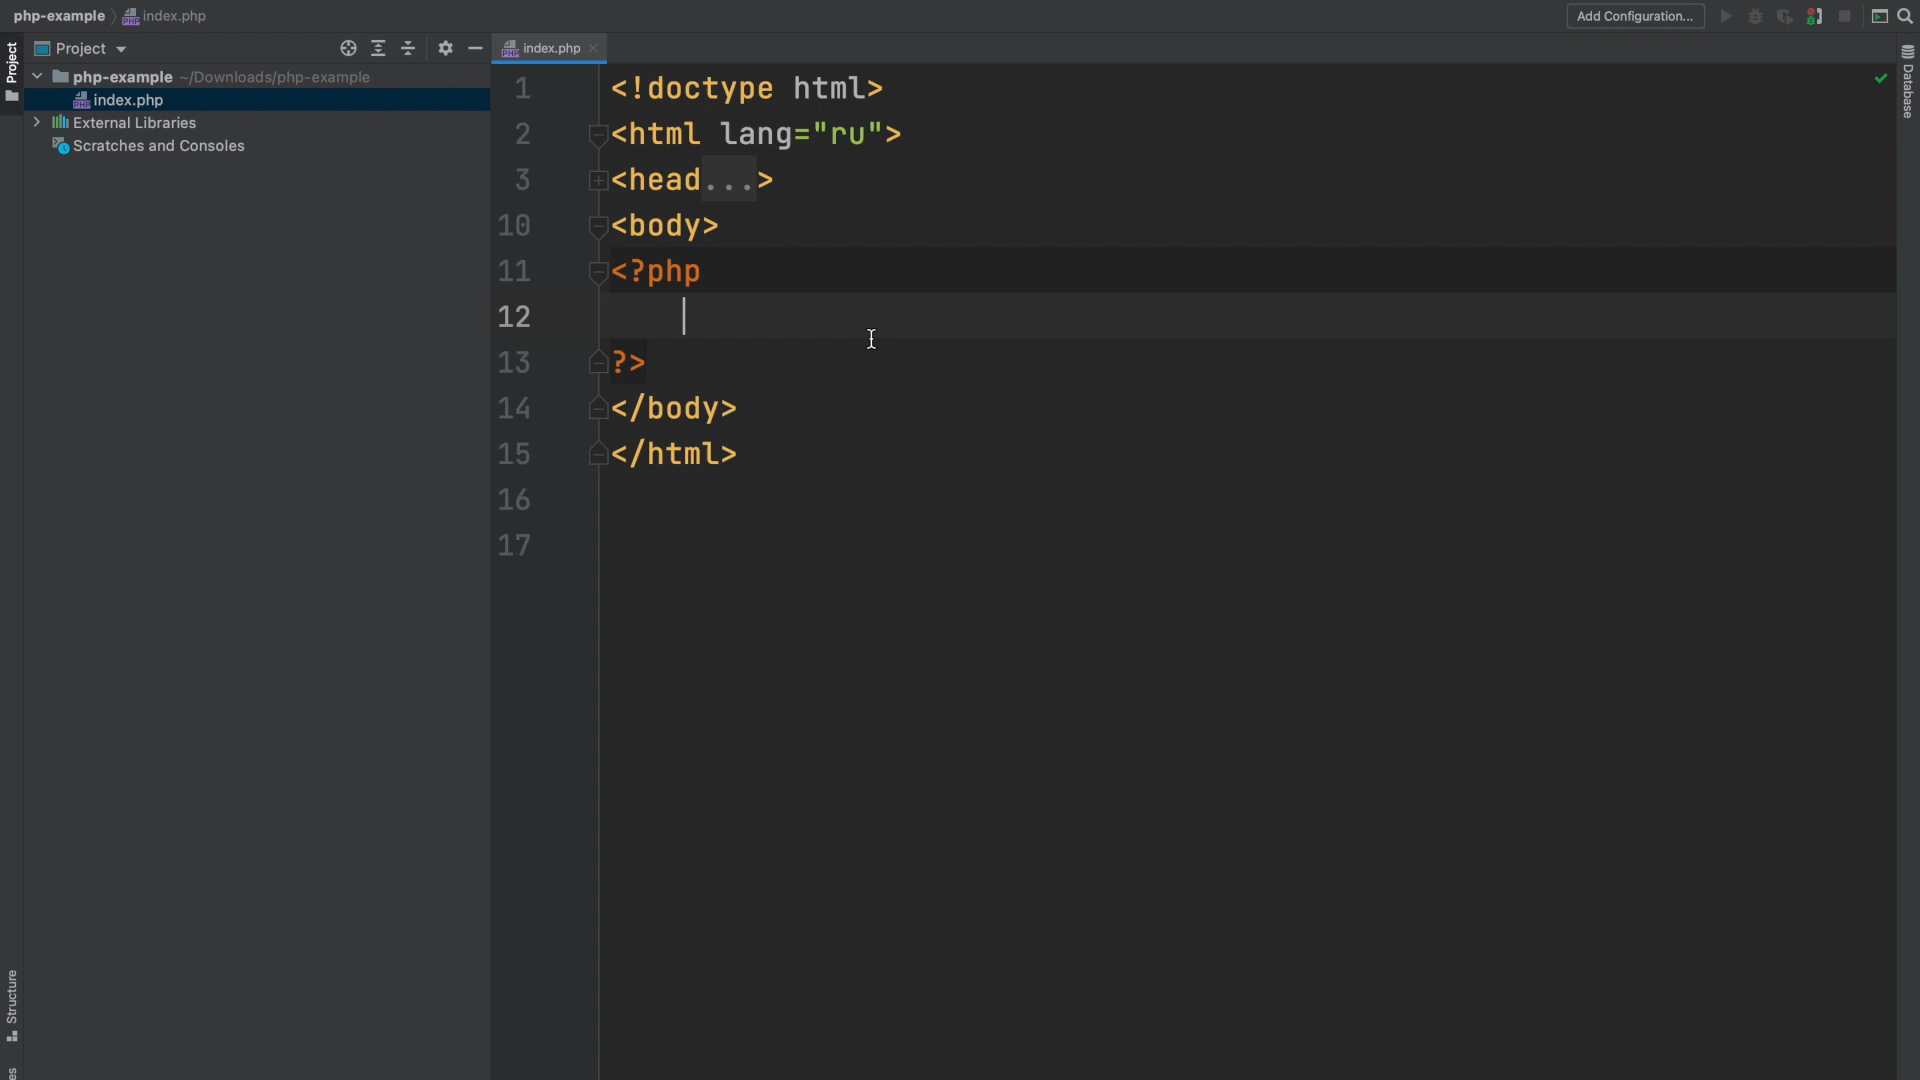 php-example index.php Add Configuration...
Project index.php
php-example ~/Downloads/php-example
index.php
External Libraries
Scratches and Consoles
Project
Structure
es
Database
1 <!doctype html>
2 <html lang="ru">
3 <head...>
10 <body>
11 <?php
12
13 ?>
14 </body>
15 </html>
16
17